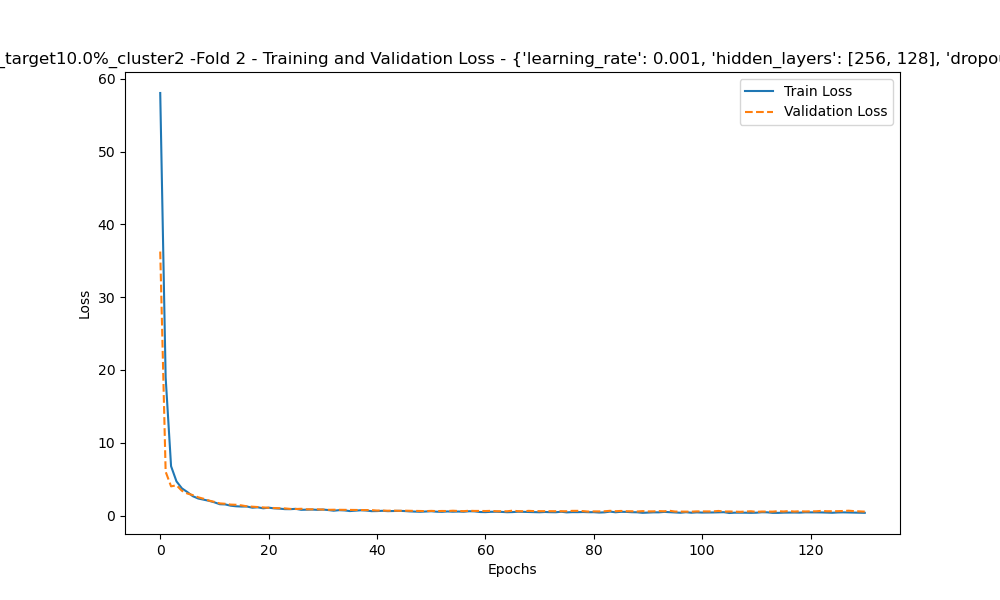 _target10.0%_cluster2 -Fold 2 - Training and Validation Loss - {'learning_rate': 0.001, 'hidden_layers': [256, 128], 'dropou
Train Loss
Validation Loss
60
50
40
30
20
10
0
Loss
0 20 40 60 80 100 120
Epochs